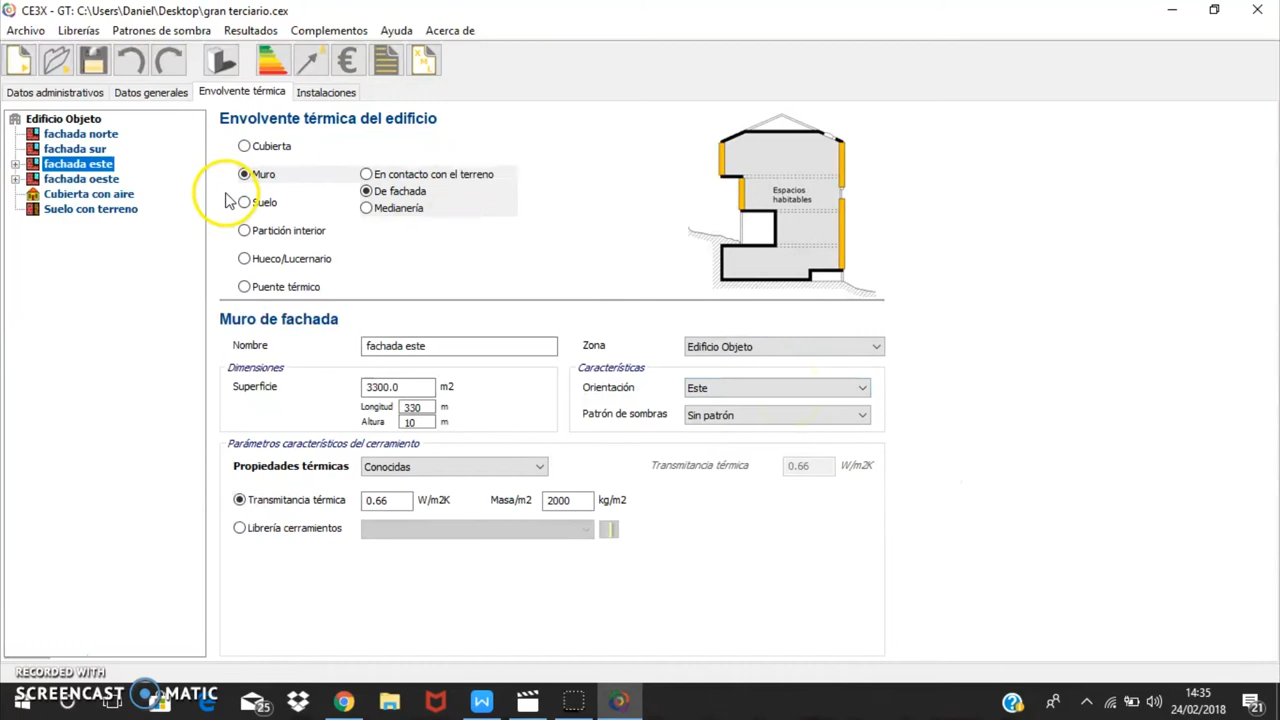 CE3X - GT: C:\Users\Daniel\Desktop\gran terciario.cex
Archivo Librerías Patrones de sombra Resultados Complementos Ayuda Acerca de
Datos administrativos Datos generales Envolvente térmica Instalaciones
Edificio Objeto
fachada norte
fachada sur
fachada este
fachada oeste
Cubierta con aire
Suelo con terreno
Envolvente térmica del edificio
Cubierta
Muro
En contacto con el terreno
De fachada
Suelo
Medianería
Partición interior
Hueco/Lucernario
Puente térmico
Espacios
habitables
Muro de fachada
Nombre fachada este Zona Edificio Objeto
Dimensiones
Características
Superficie 3300.0 m2
Orientación Este
Longitud 330 m
Altura 10 m
Patrón de sombras Sin patrón
Parámetros característicos del cerramiento
Propiedades térmicas Conocidas Transmitancia térmica 0.66 W/m2K
Transmitancia térmica 0.66 W/m2K Masa/m2 2000 kg/m2
Librería cerramientos
RECORDED WITH
SCREENCAST MATIC
25
W
14:35
24/02/2018
21